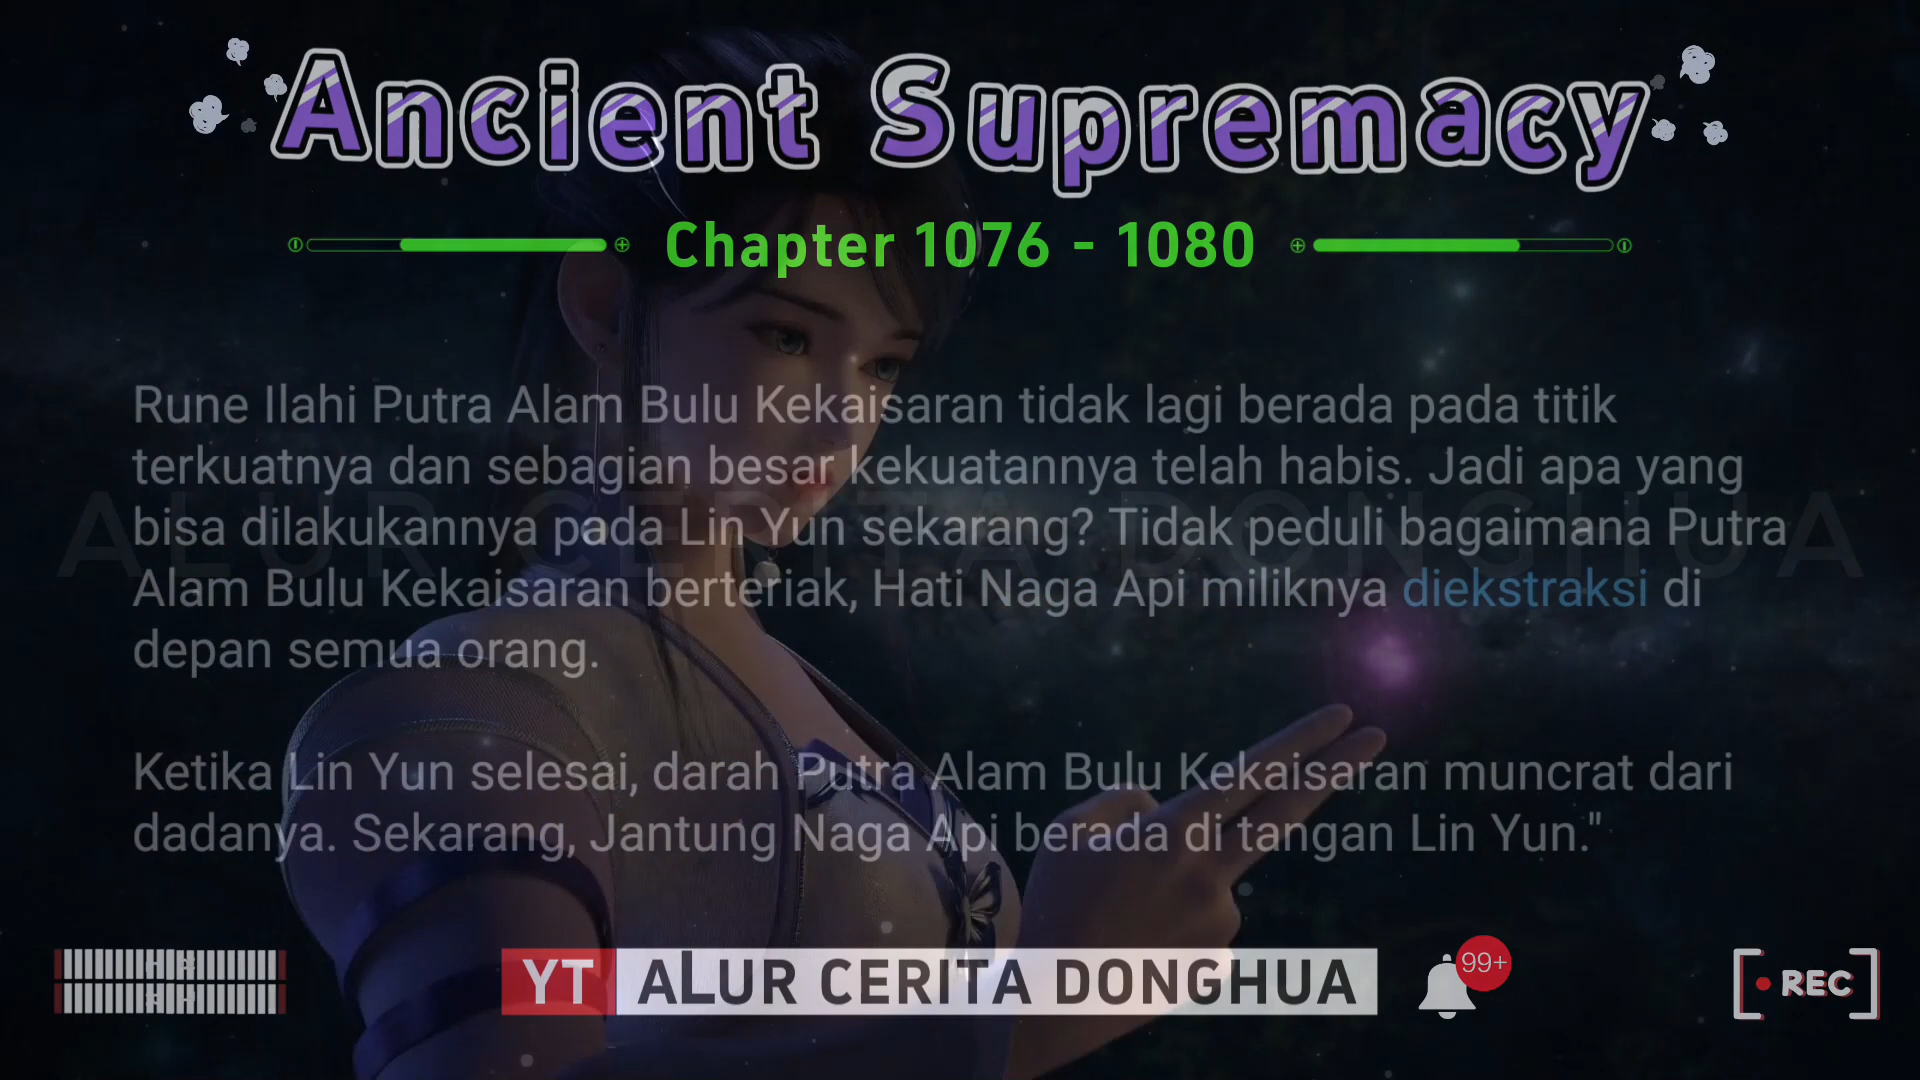 Ancient Supremacy
Chapter 1076 - 1080
Rune Ilahi Putra Alam Bulu Kekaisaran tidak lagi berada pada titik
terkuatnya dan sebagian besar kekuatannya telah habis. Jadi apa yang
bisa dilakukannya pada Lin Yun sekarang? Tidak peduli bagaimana Putra
ALUR CERITA DONGHUA
Alam Bulu Kekaisaran berteriak, Hati Naga Api miliknya diekstraksi di
depan semua orang.
Ketika Lin Yun selesai, darah Putra Alam Bulu Kekaisaran muncrat dari
dadanya. Sekarang, Jantung Naga Api berada di tangan Lin Yun."
YT ALUR CERITA DONGHUA
99+
REC